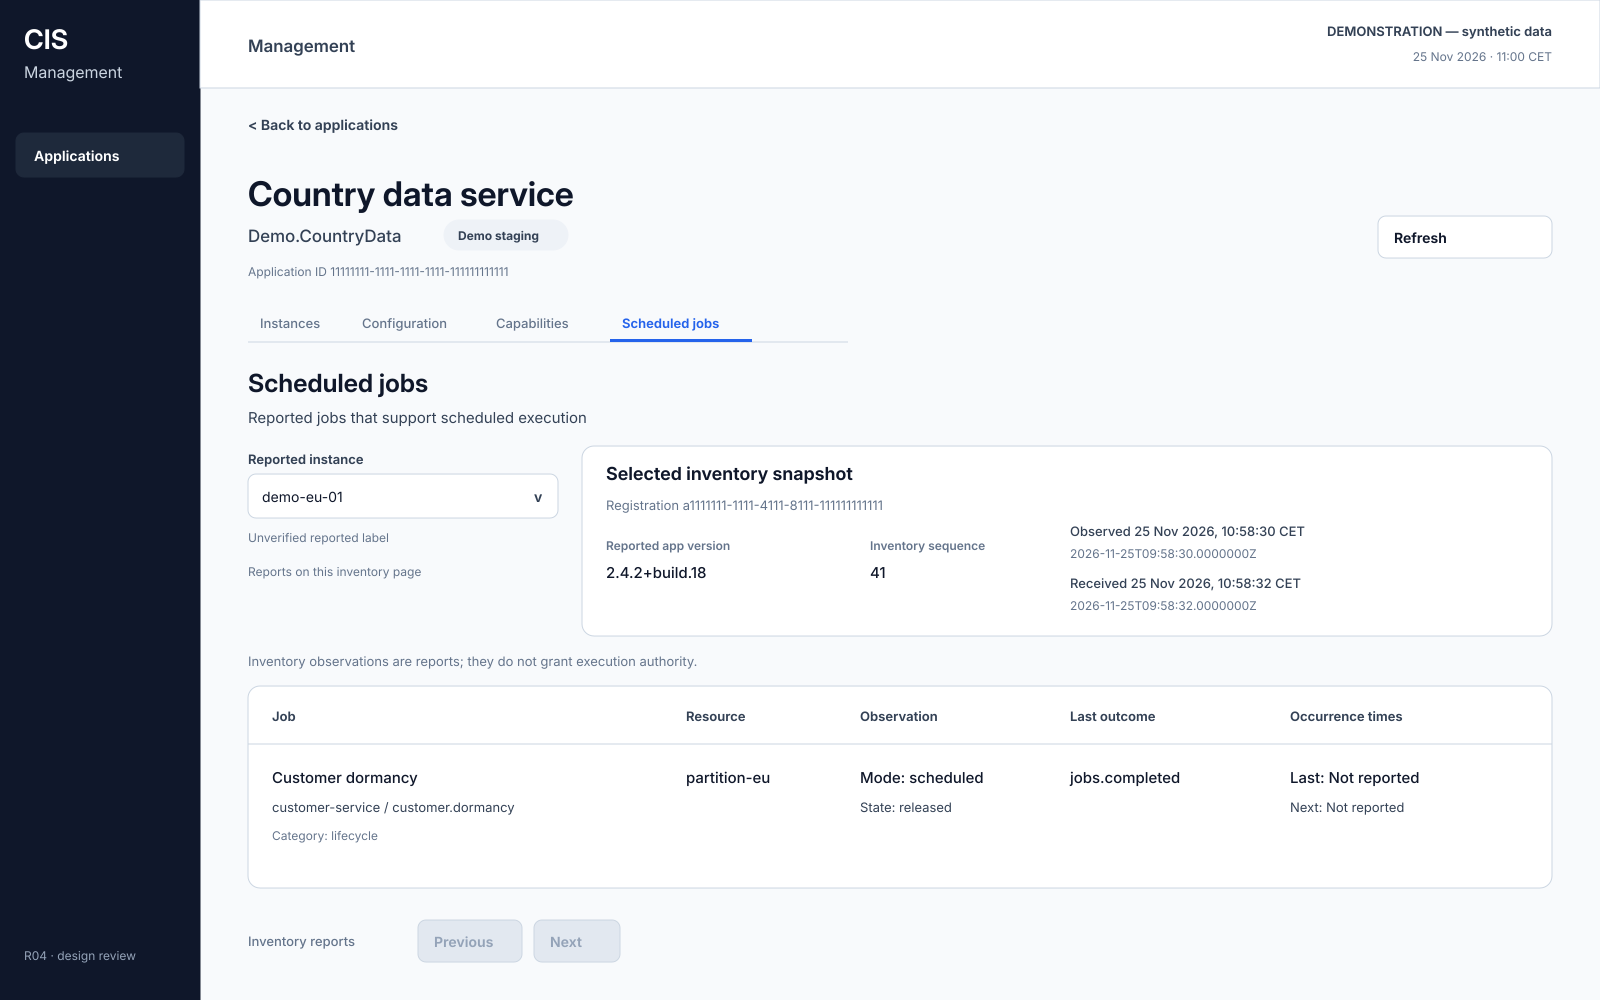 CIS
Management
Applications
R04 · design review
Management
DEMONSTRATION — synthetic data
25 Nov 2026 · 11:00 CET
< Back to applications
Country data service
Demo.CountryData
Demo staging
Application ID 11111111-1111-1111-1111-111111111111
Refresh
Instances
Configuration
Capabilities
Scheduled jobs
Scheduled jobs
Reported jobs that support scheduled execution
Reported instance
demo-eu-01
v
Unverified reported label
Reports on this inventory page
Selected inventory snapshot
Registration a1111111-1111-4111-8111-111111111111
Reported app version
2.4.2+build.18
Inventory sequence
41
Observed 25 Nov 2026, 10:58:30 CET
2026-11-25T09:58:30.0000000Z
Received 25 Nov 2026, 10:58:32 CET
2026-11-25T09:58:32.0000000Z
Inventory observations are reports; they do not grant execution authority.
Job
Resource
Observation
Last outcome
Occurrence times
Customer dormancy
customer-service / customer.dormancy
Category: lifecycle
partition-eu
Mode: scheduled
State: released
jobs.completed
Last: Not reported
Next: Not reported
Inventory reports
Previous
Next